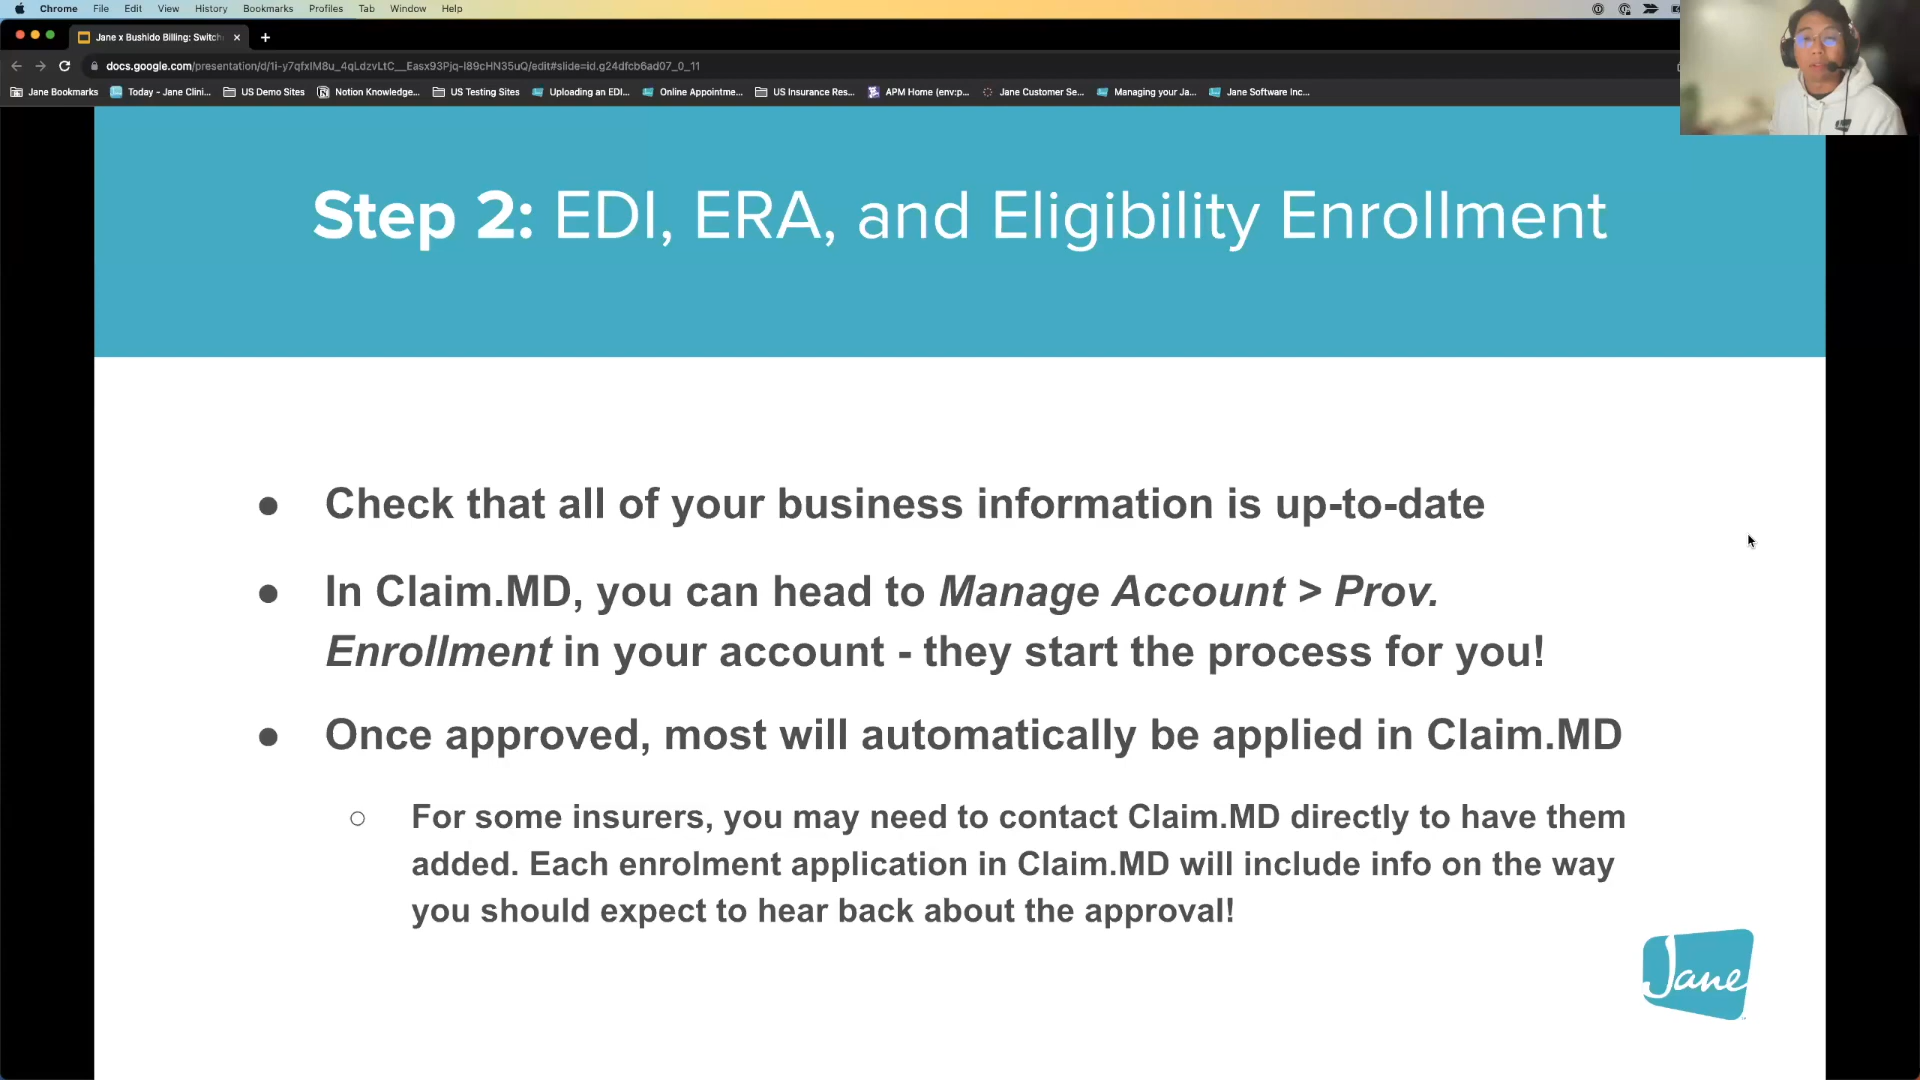 Chrome File Edit View History Bookmarks Profiles Tab Window Help
Jane x Bushido Billing: Switch
docs.google.com/presentation/d/1i-y7qfxlM8u_4qLdzvLtC__Easx93Pjq-l89cHN35uQ/edit#slide=id.g24dfcb6ad07_0_11
Jane Bookmarks Today - Jane Clini... US Demo Sites Notion Knowledge... US Testing Sites Uploading an EDI... Online Appointme... US Insurance Res... APM Home (env:p... Jane Customer Se... Managing your Ja... Jane Software Inc...
Step 2: EDI, ERA, and Eligibility Enrollment
● Check that all of your business information is up-to-date
● In Claim.MD, you can head to Manage Account > Prov.
Enrollment in your account - they start the process for you!
● Once approved, most will automatically be applied in Claim.MD
○ For some insurers, you may need to contact Claim.MD directly to have them
added. Each enrolment application in Claim.MD will include info on the way
you should expect to hear back about the approval!
Jane